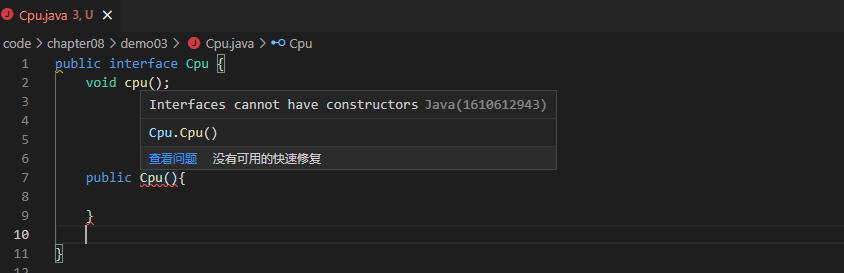 Cpu.java 3, U
code > chapter08 > demo03 > Cpu.java > Cpu
1 public interface Cpu {
2 void cpu();
3
Interfaces cannot have constructors Java(1610612943)
4
Cpu.Cpu()
5
6
查看问题 没有可用的快速修复
7 public Cpu(){
8
9 }
10
11 }
12